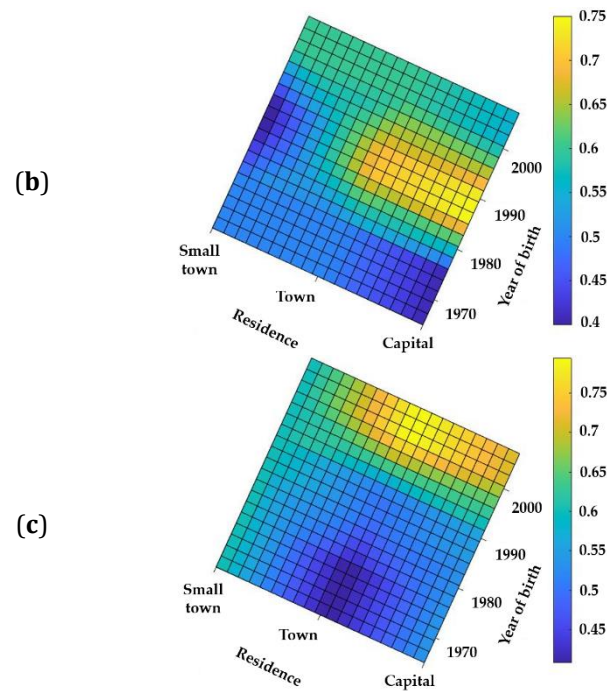 (b)
Small
town
Town
Capital
Residence
1970
1980
1990
2000
Year of birth
0.75
0.7
0.65
0.6
0.55
0.5
0.45
0.4
(c)
Small
town
Town
Capital
Residence
1970
1980
1990
2000
Year of birth
0.75
0.7
0.65
0.6
0.55
0.5
0.45